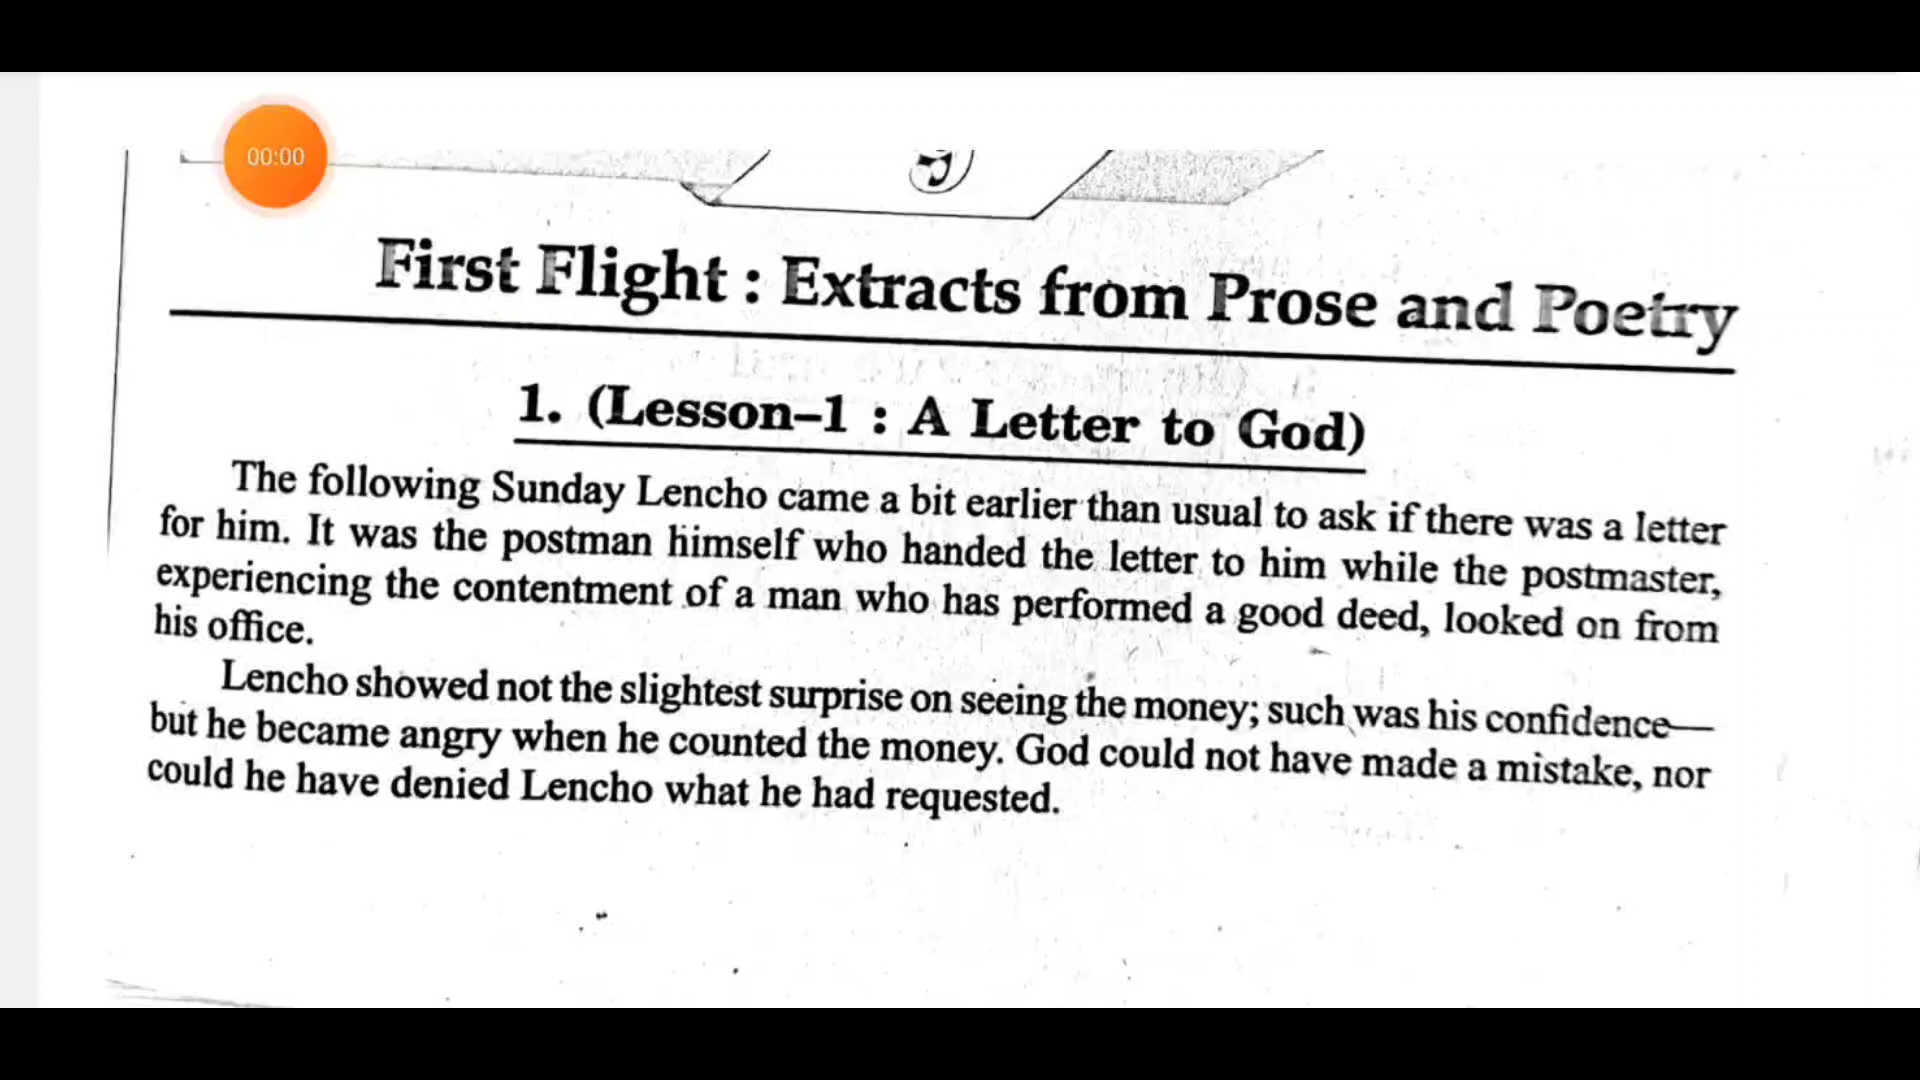 00:00
First Flight : Extracts from Prose and Poetry
1. (Lesson–1 : A Letter to God)
The following Sunday Lencho came a bit earlier than usual to ask if there was a letter
for him. It was the postman himself who handed the letter to him while the postmaster,
experiencing the contentment of a man who has performed a good deed, looked on from
his office.
Lencho showed not the slightest surprise on seeing the money; such was his confidence—
but he became angry when he counted the money. God could not have made a mistake, nor
could he have denied Lencho what he had requested.